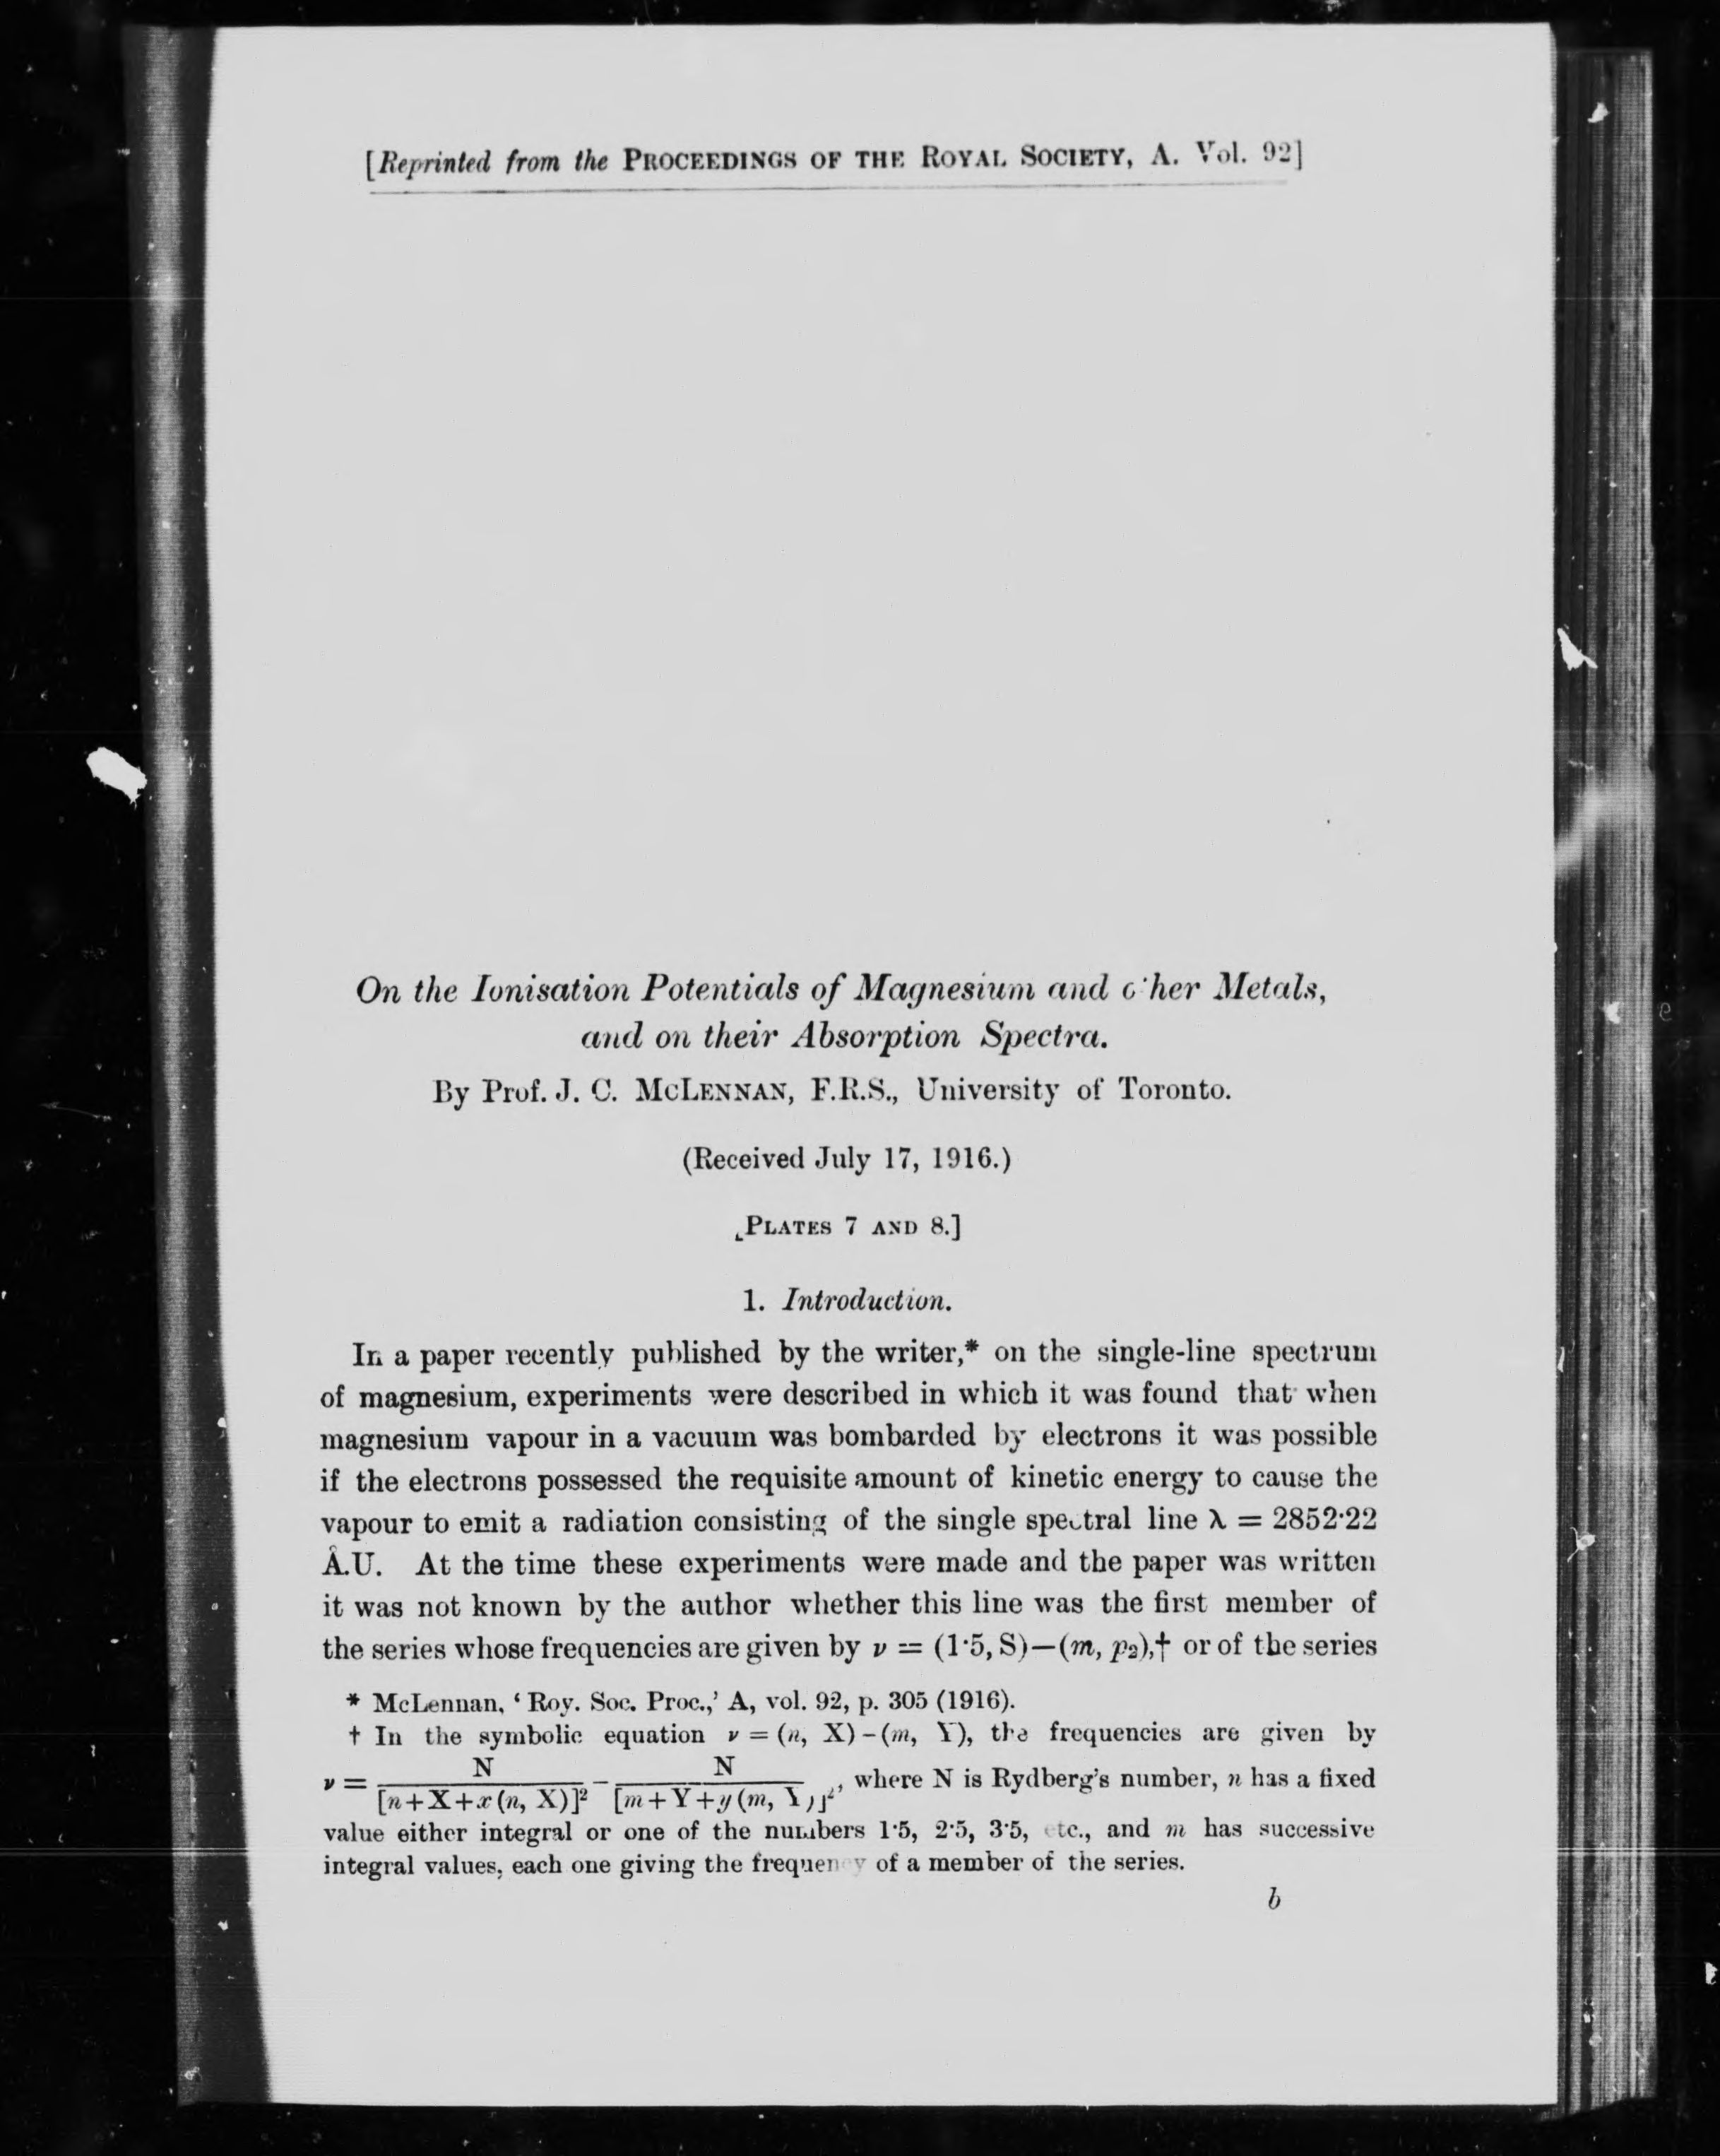 [Reprinted from the PROCEEDINGS OF THE ROYAL SOCIETY, A. Vol. 92]
On the Ionisation Potentials of Magnesium and other Metals,
and on their Absorption Spectra.
By Prof. J. C. MCLENNAN, F.R.S., University of Toronto.
(Received July 17, 1916.)
[PLATES 7 AND 8.]
1. Introduction.
In a paper recently published by the writer,* on the single-line spectrum
of magnesium, experiments were described in which it was found that when
magnesium vapour in a vacuum was bombarded by electrons it was possible
if the electrons possessed the requisite amount of kinetic energy to cause the
vapour to emit a radiation consisting of the single spectral line λ = 2852·22
Å.U. At the time these experiments were made and the paper was written
it was not known by the author whether this line was the first member of
the series whose frequencies are given by ν = (1·5, S)−(m, p₂),† or of the series
* McLennan, ‘Roy. Soc. Proc.,’ A, vol. 92, p. 305 (1916).
† In the symbolic equation ν = (n, X)−(m, Y), the frequencies are given by
ν = N/[n+X+x(n, X)]² − N/[m+Y+y(m, Y)]², where N is Rydberg's number, n has a fixed
value either integral or one of the numbers 1·5, 2·5, 3·5, etc., and m has successive
integral values, each one giving the frequency of a member of the series.
b